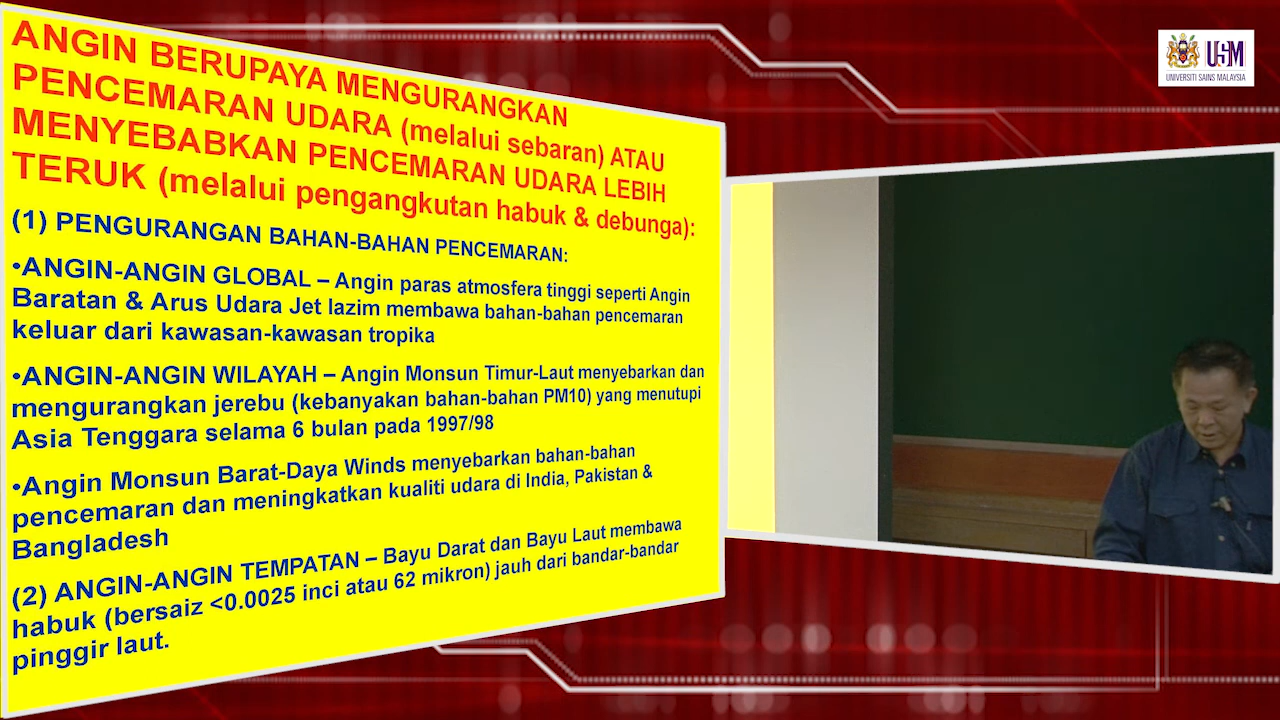 ANGIN BERUPAYA MENGURANGKAN
PENCEMARAN UDARA (melalui sebaran) ATAU
MENYEBABKAN PENCEMARAN UDARA LEBIH
TERUK (melalui pengangkutan habuk & debunga):
(1) PENGURANGAN BAHAN-BAHAN PENCEMARAN:
•ANGIN-ANGIN GLOBAL – Angin paras atmosfera tinggi seperti Angin
Baratan & Arus Udara Jet lazim membawa bahan-bahan pencemaran
keluar dari kawasan-kawasan tropika
•ANGIN-ANGIN WILAYAH – Angin Monsun Timur-Laut menyebarkan dan
mengurangkan jerebu (kebanyakan bahan-bahan PM10) yang menutupi
Asia Tenggara selama 6 bulan pada 1997/98
•Angin Monsun Barat-Daya Winds menyebarkan bahan-bahan
pencemaran dan meningkatkan kualiti udara di India, Pakistan &
Bangladesh
(2) ANGIN-ANGIN TEMPATAN – Bayu Darat dan Bayu Laut membawa
habuk (bersaiz <0.0025 inci atau 62 mikron) jauh dari bandar-bandar
pinggir laut.
USM
UNIVERSITI SAINS MALAYSIA